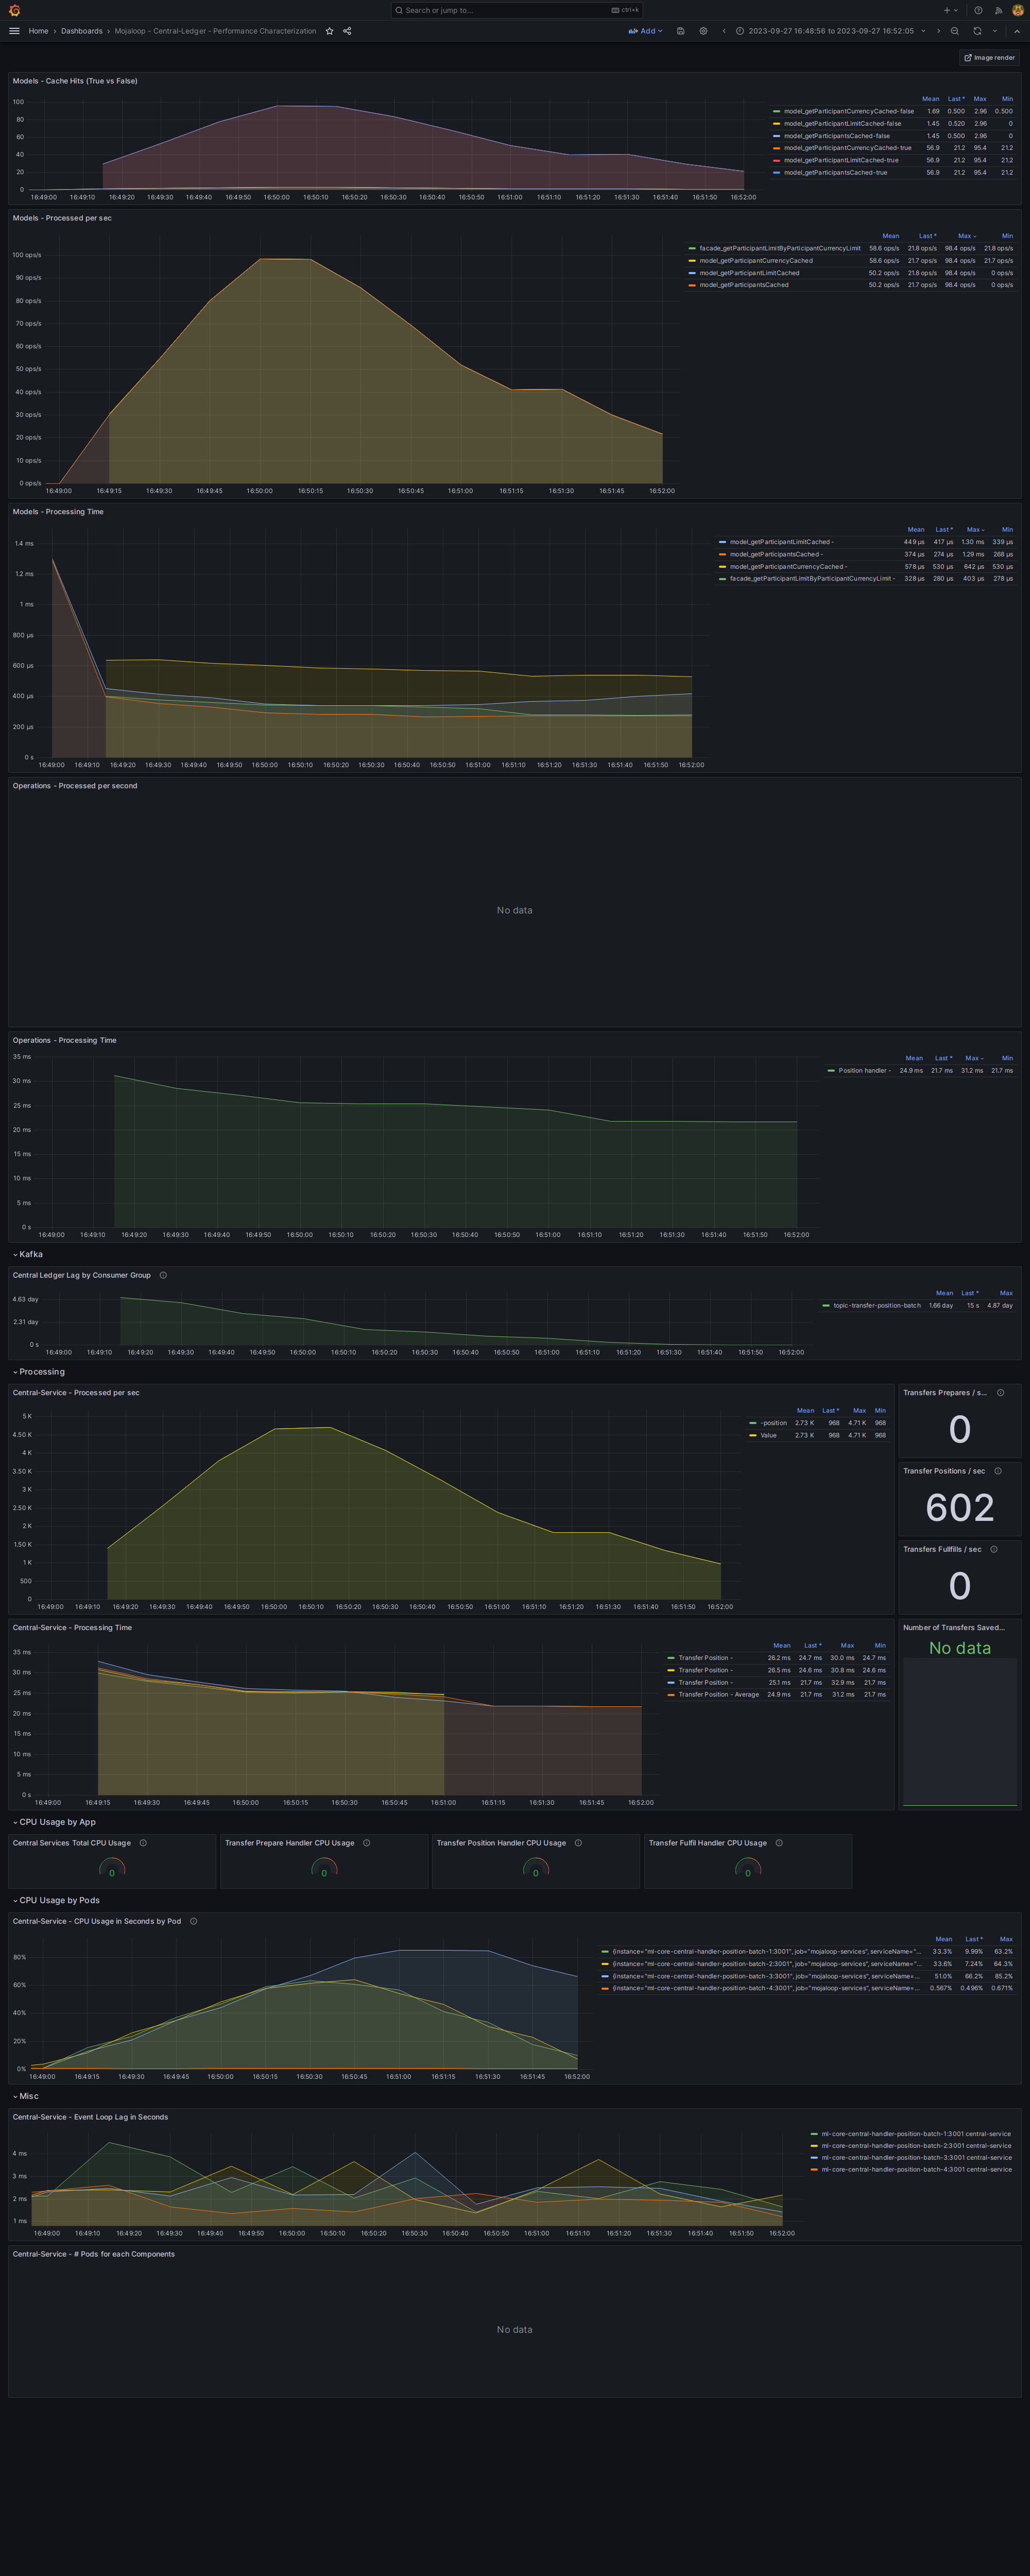 Search or jump to...
ctrl+k
Home › Dashboards › Mojaloop - Central-Ledger - Performance Characterization
Add
2023-09-27 16:48:56 to 2023-09-27 16:52:05
Image render
Models - Cache Hits (True vs False)
100
80
60
40
20
0
16:49:00 16:49:10 16:49:20 16:49:30 16:49:40 16:49:50 16:50:00 16:50:10 16:50:20 16:50:30 16:50:40 16:50:50 16:51:00 16:51:10 16:51:20 16:51:30 16:51:40 16:51:50 16:52:00
Mean Last * Max Min
model_getParticipantCurrencyCached-false 1.69 0.500 2.96 0.500
model_getParticipantLimitCached-false 1.45 0.520 2.96 0
model_getParticipantsCached-false 1.45 0.500 2.96 0
model_getParticipantCurrencyCached-true 56.9 21.2 95.4 21.2
model_getParticipantLimitCached-true 56.9 21.2 95.4 21.2
model_getParticipantsCached-true 56.9 21.2 95.4 21.2
Models - Processed per sec
100 ops/s
90 ops/s
80 ops/s
70 ops/s
60 ops/s
50 ops/s
40 ops/s
30 ops/s
20 ops/s
10 ops/s
0 ops/s
16:49:00 16:49:15 16:49:30 16:49:45 16:50:00 16:50:15 16:50:30 16:50:45 16:51:00 16:51:15 16:51:30 16:51:45 16:52:00
Mean Last * Max Min
facade_getParticipantLimitByParticipantCurrencyLimit 58.6 ops/s 21.8 ops/s 98.4 ops/s 21.8 ops/s
model_getParticipantCurrencyCached 58.6 ops/s 21.7 ops/s 98.4 ops/s 21.7 ops/s
model_getParticipantLimitCached 50.2 ops/s 21.8 ops/s 98.4 ops/s 0 ops/s
model_getParticipantsCached 50.2 ops/s 21.7 ops/s 98.4 ops/s 0 ops/s
Models - Processing Time
1.4 ms
1.2 ms
1 ms
800 µs
600 µs
400 µs
200 µs
0 s
16:49:00 16:49:10 16:49:20 16:49:30 16:49:40 16:49:50 16:50:00 16:50:10 16:50:20 16:50:30 16:50:40 16:50:50 16:51:00 16:51:10 16:51:20 16:51:30 16:51:40 16:51:50 16:52:00
Mean Last * Max Min
model_getParticipantLimitCached - 449 µs 417 µs 1.30 ms 339 µs
model_getParticipantsCached - 374 µs 274 µs 1.29 ms 268 µs
model_getParticipantCurrencyCached - 578 µs 530 µs 642 µs 530 µs
facade_getParticipantLimitByParticipantCurrencyLimit - 328 µs 280 µs 403 µs 278 µs
Operations - Processed per second
No data
Operations - Processing Time
35 ms
30 ms
25 ms
20 ms
15 ms
10 ms
5 ms
0 s
16:49:00 16:49:10 16:49:20 16:49:30 16:49:40 16:49:50 16:50:00 16:50:10 16:50:20 16:50:30 16:50:40 16:50:50 16:51:00 16:51:10 16:51:20 16:51:30 16:51:40 16:51:50 16:52:00
Mean Last * Max Min
Position handler - 24.9 ms 21.7 ms 31.2 ms 21.7 ms
Kafka
Central Ledger Lag by Consumer Group
4.63 day
2.31 day
0 s
16:49:00 16:49:10 16:49:20 16:49:30 16:49:40 16:49:50 16:50:00 16:50:10 16:50:20 16:50:30 16:50:40 16:50:50 16:51:00 16:51:10 16:51:20 16:51:30 16:51:40 16:51:50 16:52:00
Mean Last * Max
topic-transfer-position-batch 1.66 day 15 s 4.87 day
Processing
Central-Service - Processed per sec
5 K
4.50 K
4 K
3.50 K
3 K
2.50 K
2 K
1.50 K
1 K
500
0
16:49:00 16:49:10 16:49:20 16:49:30 16:49:40 16:49:50 16:50:00 16:50:10 16:50:20 16:50:30 16:50:40 16:50:50 16:51:00 16:51:10 16:51:20 16:51:30 16:51:40 16:51:50 16:52:00
Mean Last * Max Min
-position 2.73 K 968 4.71 K 968
Value 2.73 K 968 4.71 K 968
Transfers Prepares / s...
0
Transfer Positions / sec
602
Transfers Fullfills / sec
0
Central-Service - Processing Time
35 ms
30 ms
25 ms
20 ms
15 ms
10 ms
5 ms
0 s
16:49:00 16:49:15 16:49:30 16:49:45 16:50:00 16:50:15 16:50:30 16:50:45 16:51:00 16:51:15 16:51:30 16:51:45 16:52:00
Mean Last * Max Min
Transfer Position - 26.2 ms 24.7 ms 30.0 ms 24.7 ms
Transfer Position - 26.5 ms 24.6 ms 30.8 ms 24.6 ms
Transfer Position - 25.1 ms 21.7 ms 32.9 ms 21.7 ms
Transfer Position - Average 24.9 ms 21.7 ms 31.2 ms 21.7 ms
Number of Transfers Saved...
No data
CPU Usage by App
Central Services Total CPU Usage
0
Transfer Prepare Handler CPU Usage
0
Transfer Position Handler CPU Usage
0
Transfer Fulfil Handler CPU Usage
0
CPU Usage by Pods
Central-Service - CPU Usage in Seconds by Pod
80%
60%
40%
20%
0%
16:49:00 16:49:15 16:49:30 16:49:45 16:50:00 16:50:15 16:50:30 16:50:45 16:51:00 16:51:15 16:51:30 16:51:45 16:52:00
Mean Last * Max
{instance="ml-core-central-handler-position-batch-1:3001", job="mojaloop-services", serviceName="... 33.3% 9.99% 63.2%
{instance="ml-core-central-handler-position-batch-2:3001", job="mojaloop-services", serviceName=... 33.6% 7.24% 64.3%
{instance="ml-core-central-handler-position-batch-3:3001", job="mojaloop-services", serviceName=... 51.0% 66.2% 85.2%
{instance="ml-core-central-handler-position-batch-4:3001", job="mojaloop-services", serviceName=... 0.567% 0.496% 0.671%
Misc
Central-Service - Event Loop Lag in Seconds
4 ms
3 ms
2 ms
1 ms
16:49:00 16:49:10 16:49:20 16:49:30 16:49:40 16:49:50 16:50:00 16:50:10 16:50:20 16:50:30 16:50:40 16:50:50 16:51:00 16:51:10 16:51:20 16:51:30 16:51:40 16:51:50 16:52:00
ml-core-central-handler-position-batch-1:3001 central-service
ml-core-central-handler-position-batch-2:3001 central-service
ml-core-central-handler-position-batch-3:3001 central-service
ml-core-central-handler-position-batch-4:3001 central-service
Central-Service - # Pods for each Components
No data